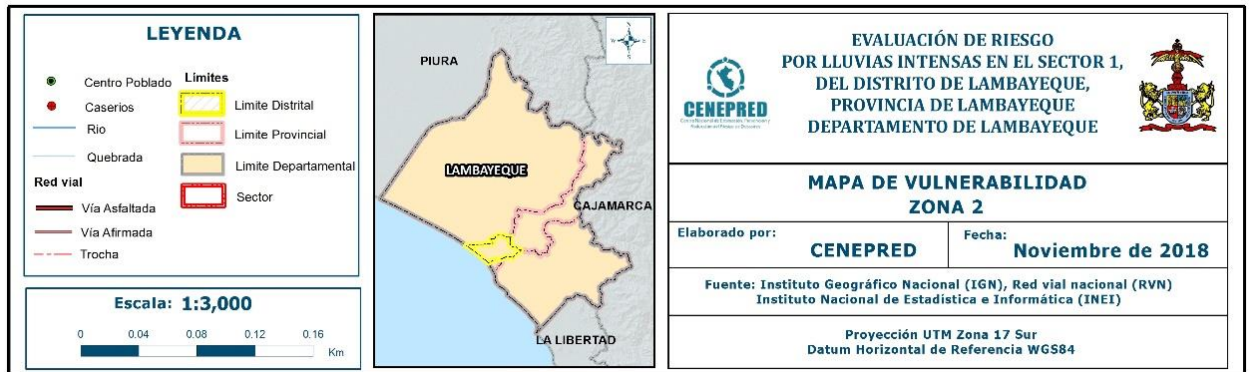 LEYENDA
Centro Poblado
Caserios
Rio
Quebrada
Red vial
Vía Asfaltada
Vía Afirmada
Trocha
Limites
Limite Distrital
Limite Provincial
Limite Departamental
Sector
Escala: 1:3,000
0 0.04 0.08 0.12 0.16
Km
PIURA
LAMBAYEQUE
CAJAMARCA
LA LIBERTAD
CENEPRED
EVALUACIÓN DE RIESGO
POR LLUVIAS INTENSAS EN EL SECTOR 1,
DEL DISTRITO DE LAMBAYEQUE,
PROVINCIA DE LAMBAYEQUE
DEPARTAMENTO DE LAMBAYEQUE
MAPA DE VULNERABILIDAD
ZONA 2
Elaborado por:
CENEPRED
Fecha:
Noviembre de 2018
Fuente: Instituto Geográfico Nacional (IGN), Red vial nacional (RVN)
Instituto Nacional de Estadística e Informática (INEI)
Proyección UTM Zona 17 Sur
Datum Horizontal de Referencia WGS84